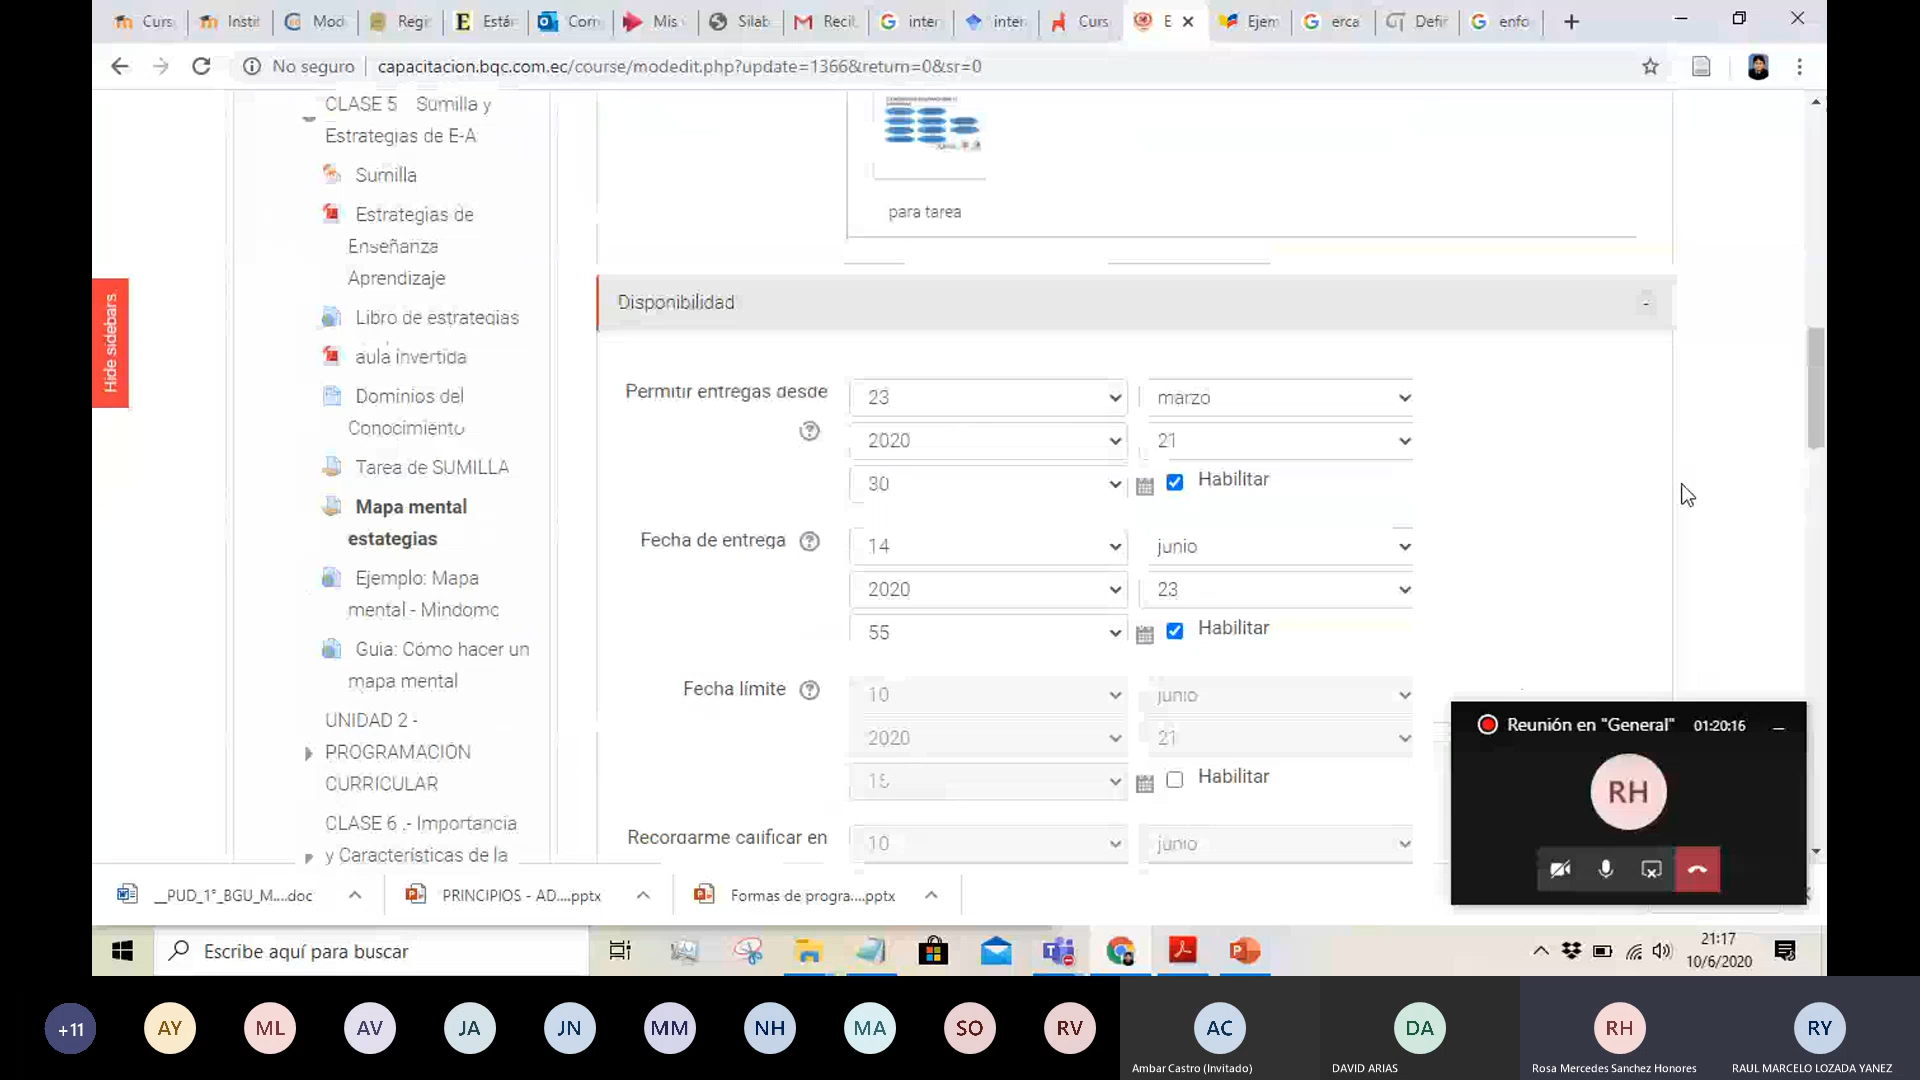 Curs
Instit
Mod
Regi
Están
Corr
Mis
Silab
Recib
inter
inter
Curs
E
Ejem
erca
Defir
enfo
No seguro
capacitacion.bqc.com.ec/course/modedit.php?update=1366&return=0&sr=0
Hide sidebars
CLASE 5 Sumilla y
Estrategias de E-A
Sumilla
Estrategias de
Enseñanza
Aprendizaje
Libro de estrategias
aula invertida
Dominios del
Conocimiento
Tarea de SUMILLA
Mapa mental
estategias
Ejemplo: Mapa
mental - Mindomo
Guia: Cómo hacer un
mapa mental
UNIDAD 2 -
PROGRAMACIÓN
CURRICULAR
CLASE 6 .- Importancia
y Características de la
para tarea
Disponibilidad
-
Permitir entregas desde
23
marzo
2020
21
30
Habilitar
Fecha de entrega
14
junio
2020
23
55
Habilitar
Fecha límite
10
junio
2020
21
15
Habilitar
Recordarme calificar en
10
junio
Reunión en "General"
01:20:16
RH
__PUD_1°_BGU_M....doc
PRINCIPIOS - AD....pptx
Formas de progra....pptx
Escribe aquí para buscar
21:17
10/6/2020
+11
AY
ML
AV
JA
JN
MM
NH
MA
SO
RV
AC
Ambar Castro (Invitado)
DA
DAVID ARIAS
RH
Rosa Mercedes Sanchez Honores
RY
RAUL MARCELO LOZADA YANEZ